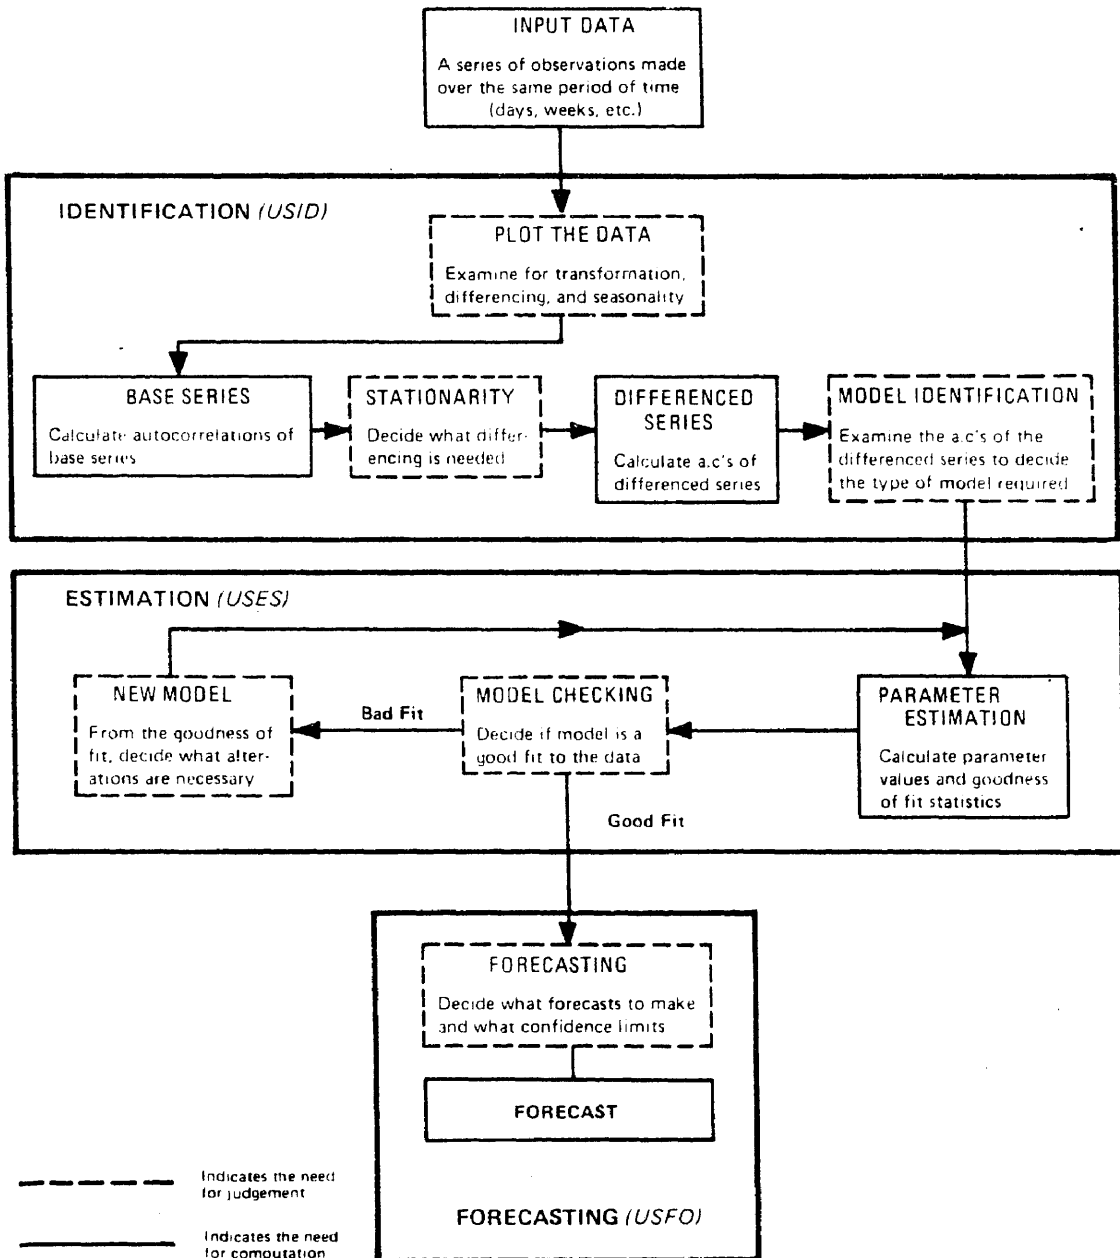 INPUT DATA
A series of observations made
over the same period of time
(days, weeks, etc.)
IDENTIFICATION (USID)
PLOT THE DATA
Examine for transformation,
differencing, and seasonality
BASE SERIES
Calculate autocorrelations of
base series
STATIONARITY
Decide what differ-
encing is needed
DIFFERENCED
SERIES
Calculate a.c's of
differenced series
MODEL IDENTIFICATION
Examine the a.c's of the
differenced series to decide
the type of model required
ESTIMATION (USES)
NEW MODEL
From the goodness of
fit, decide what alter-
ations are necessary
Bad Fit
MODEL CHECKING
Decide if model is a
good fit to the data
PARAMETER
ESTIMATION
Calculate parameter
values and goodness
of fit statistics
Good Fit
FORECASTING
Decide what forecasts to make
and what confidence limits
FORECAST
FORECASTING (USFO)
Indicates the need
for judgement
Indicates the need
for computation